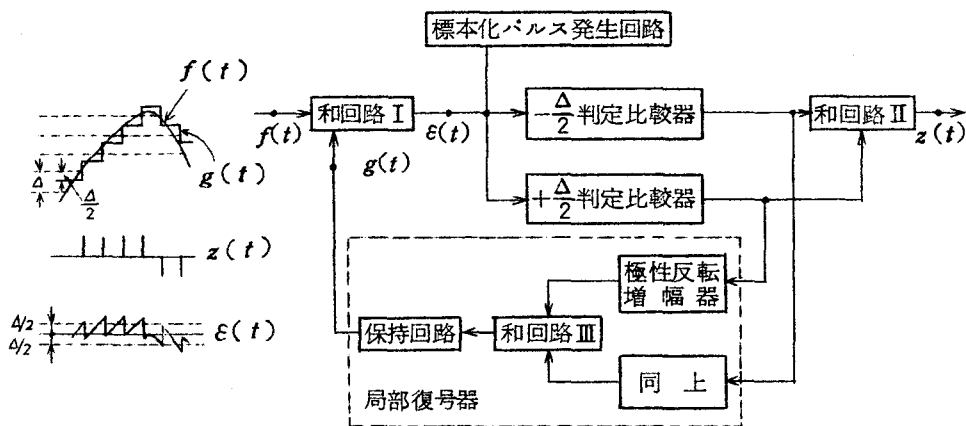 標本化パルス発生回路
f(t)
f(t)
和回路 I
ε(t)
−Δ/2 判定比較器
和回路 II
z(t)
g(t)
g(t)
Δ
Δ/2
+Δ/2 判定比較器
z(t)
極性反転
増幅器
Δ/2
Δ/2
ε(t)
保持回路
和回路 III
同上
局部復号器